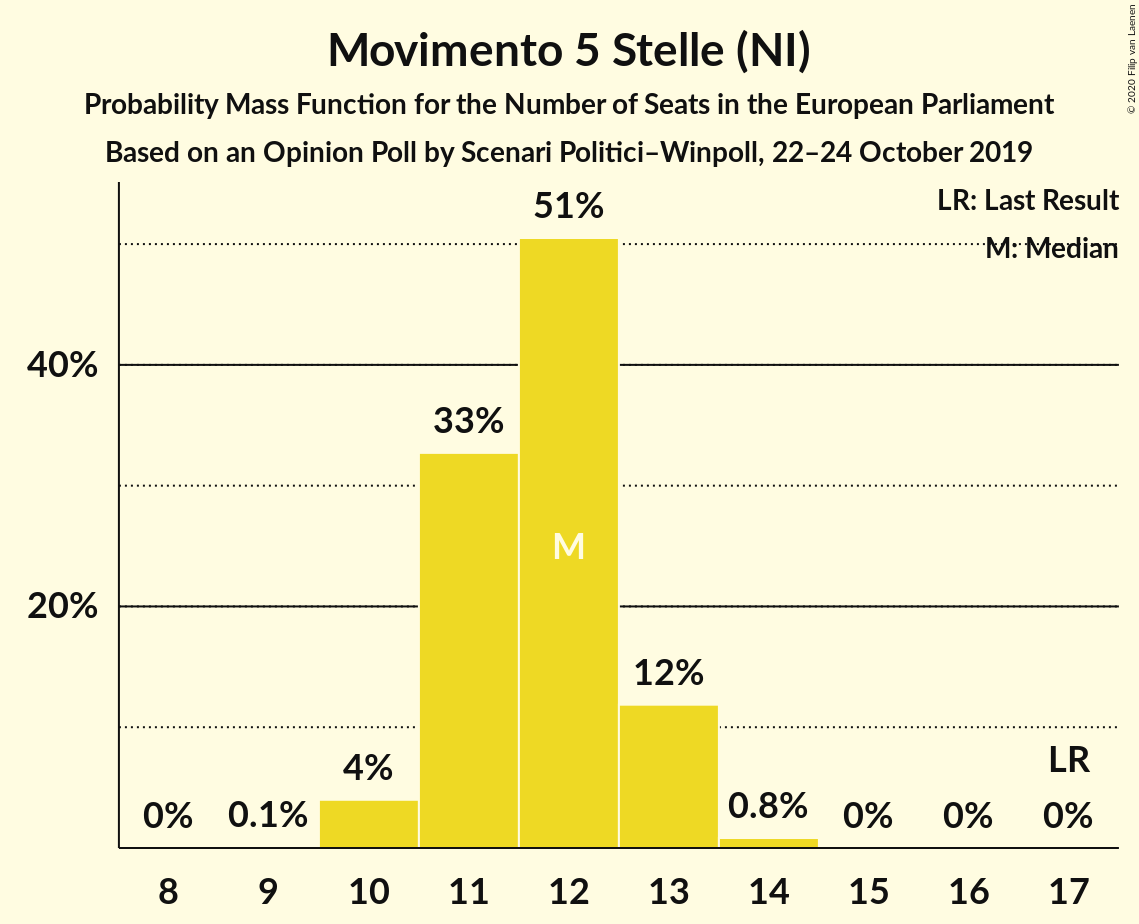 © 2020 Filip van Laenen
Movimento 5 Stelle (NI)
Probability Mass Function for the Number of Seats in the European Parliament
Based on an Opinion Poll by Scenari Politici–Winpoll, 22–24 October 2019
LR: Last Result
M: Median
51%
40%
33%
M
20%
12%
4%
0.8%
LR
0% 0.1% 0% 0% 0%
8 9 10 11 12 13 14 15 16 17